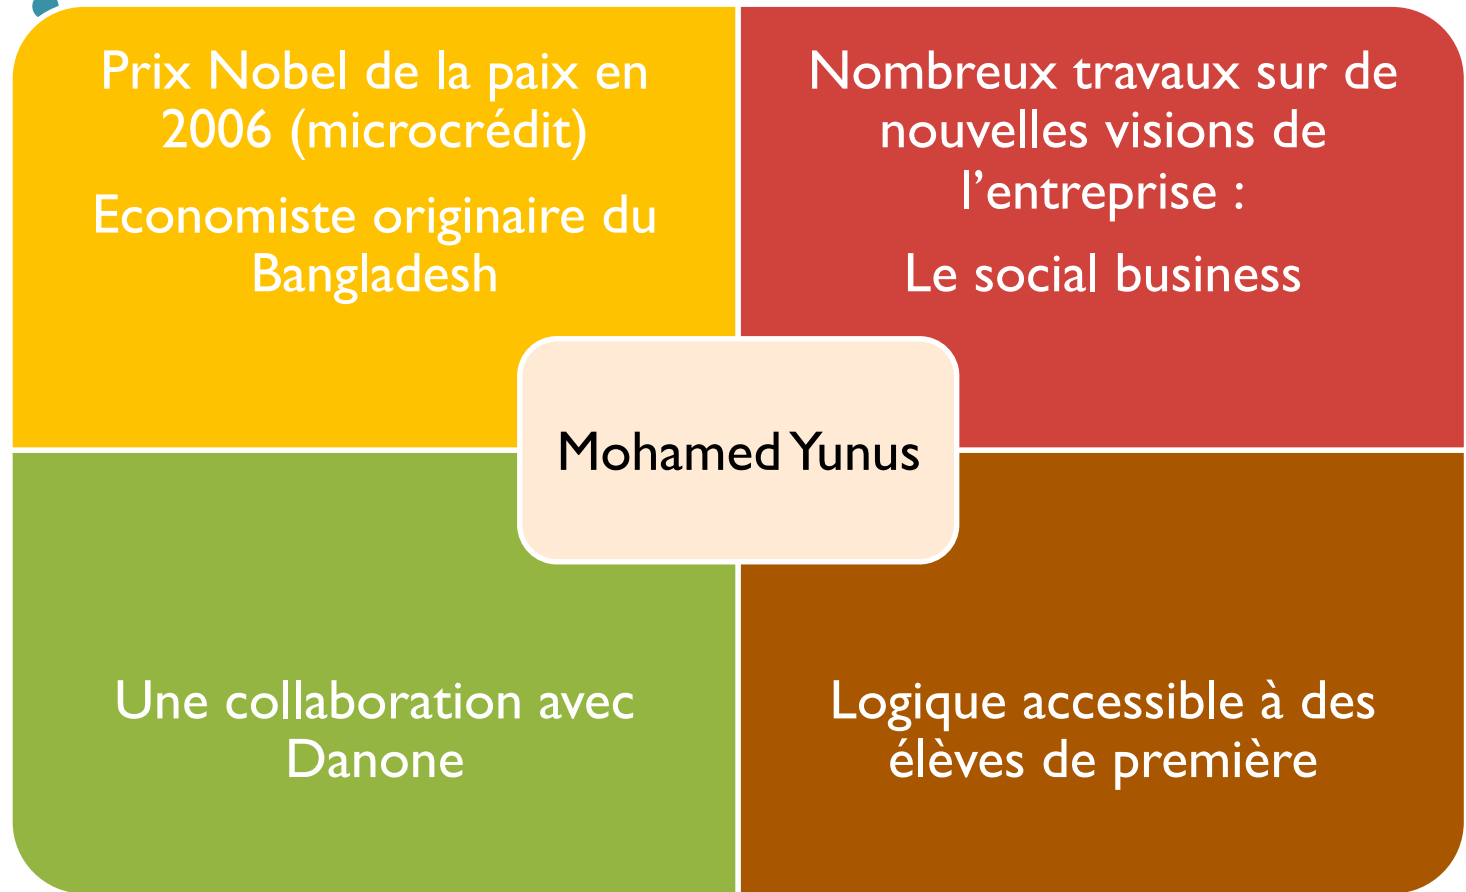 Prix Nobel de la paix en
2006 (microcrédit)
Economiste originaire du
Bangladesh
Nombreux travaux sur de
nouvelles visions de
l’entreprise :
Le social business
Mohamed Yunus
Une collaboration avec
Danone
Logique accessible à des
élèves de première